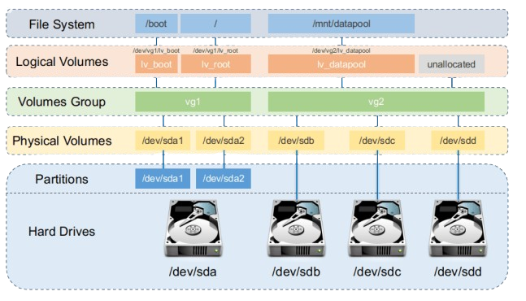 File System
/boot
/
/mnt/datapool
/dev/vg1/lv_boot
/dev/vg1/lv_root
/dev/vg2/lv_datapool
Logical Volumes
lv_boot
lv_root
lv_datapool
unallocated
Volumes Group
vg1
vg2
Physical Volumes
/dev/sda1
/dev/sda2
/dev/sdb
/dev/sdc
/dev/sdd
Partitions
/dev/sda1
/dev/sda2
Hard Drives
/dev/sda
/dev/sdb
/dev/sdc
/dev/sdd